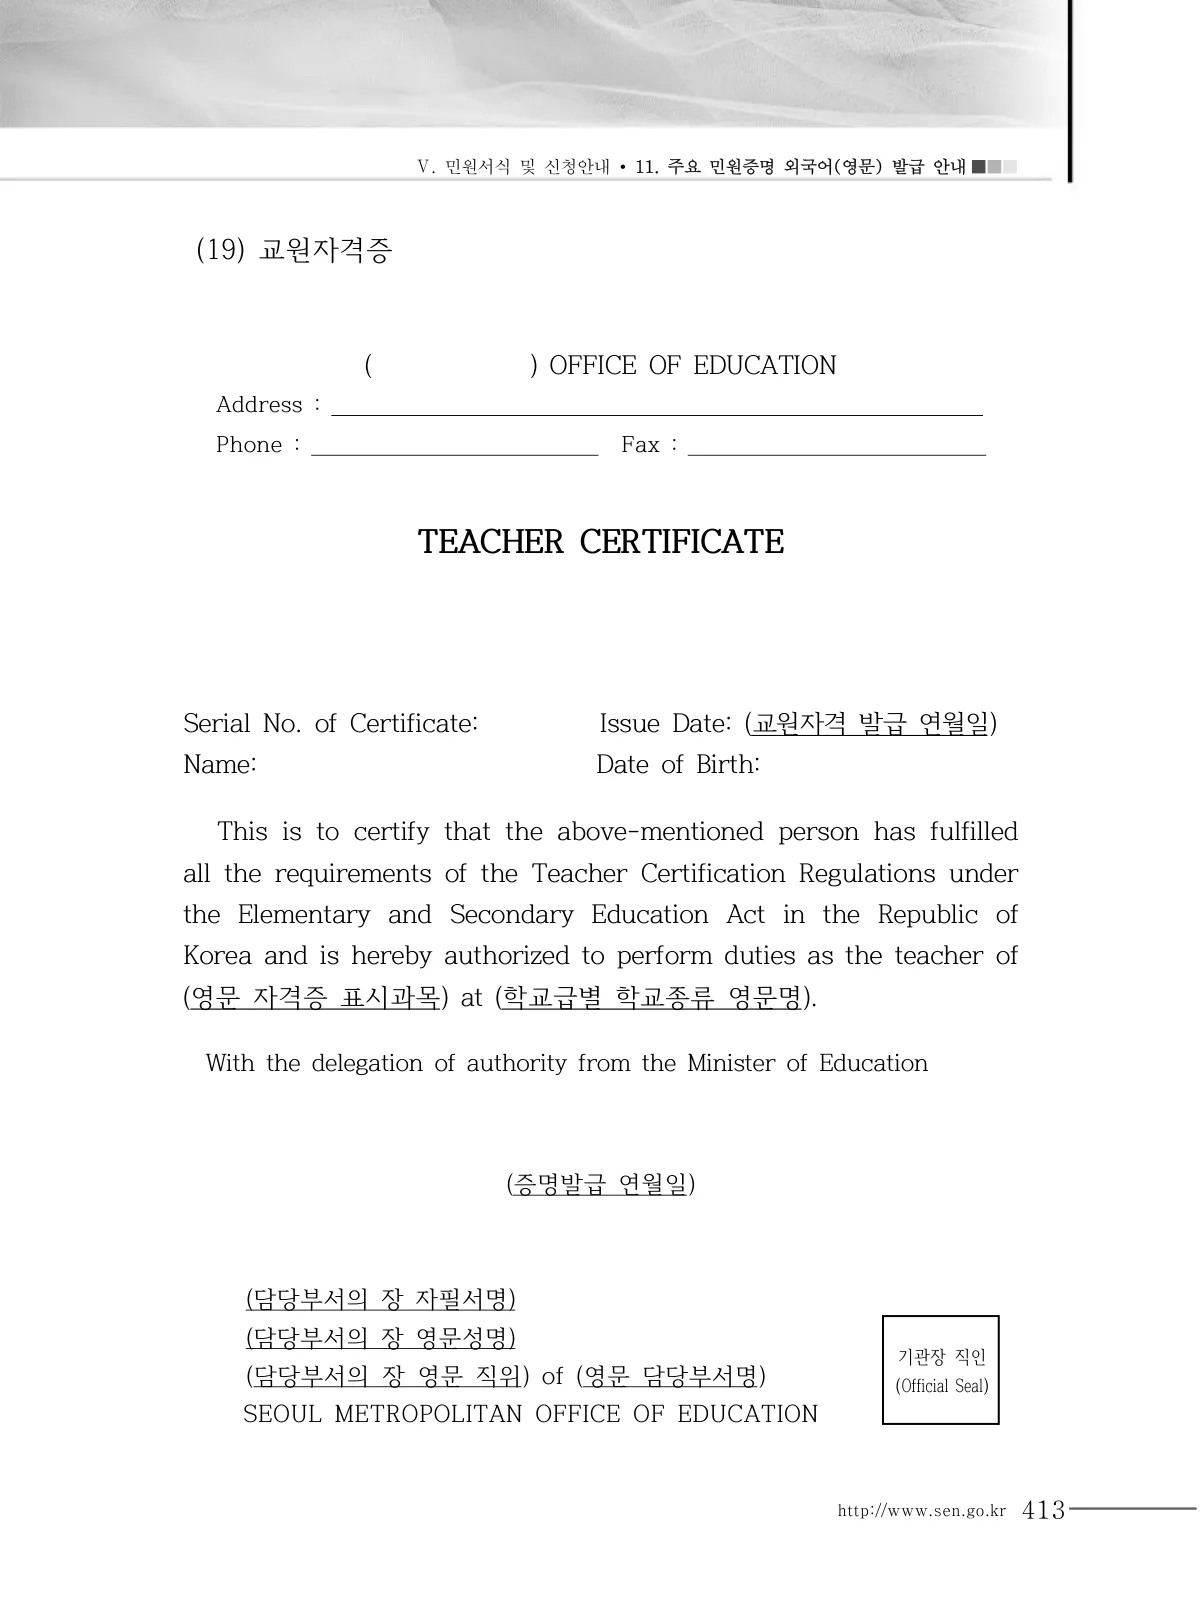 V. 민원서식 및 신청안내 • 11. 주요 민원증명 외국어(영문) 발급 안내
(19) 교원자격증
( ) OFFICE OF EDUCATION
Address :
Phone : Fax :
TEACHER CERTIFICATE
Serial No. of Certificate: Issue Date: (교원자격 발급 연월일)
Name: Date of Birth:
This is to certify that the above-mentioned person has fulfilled
all the requirements of the Teacher Certification Regulations under
the Elementary and Secondary Education Act in the Republic of
Korea and is hereby authorized to perform duties as the teacher of
(영문 자격증 표시과목) at (학교급별 학교종류 영문명).
With the delegation of authority from the Minister of Education
(증명발급 연월일)
(담당부서의 장 자필서명)
(담당부서의 장 영문성명)
(담당부서의 장 영문 직위) of (영문 담당부서명)
SEOUL METROPOLITAN OFFICE OF EDUCATION
기관장 직인
(Official Seal)
http://www.sen.go.kr 413